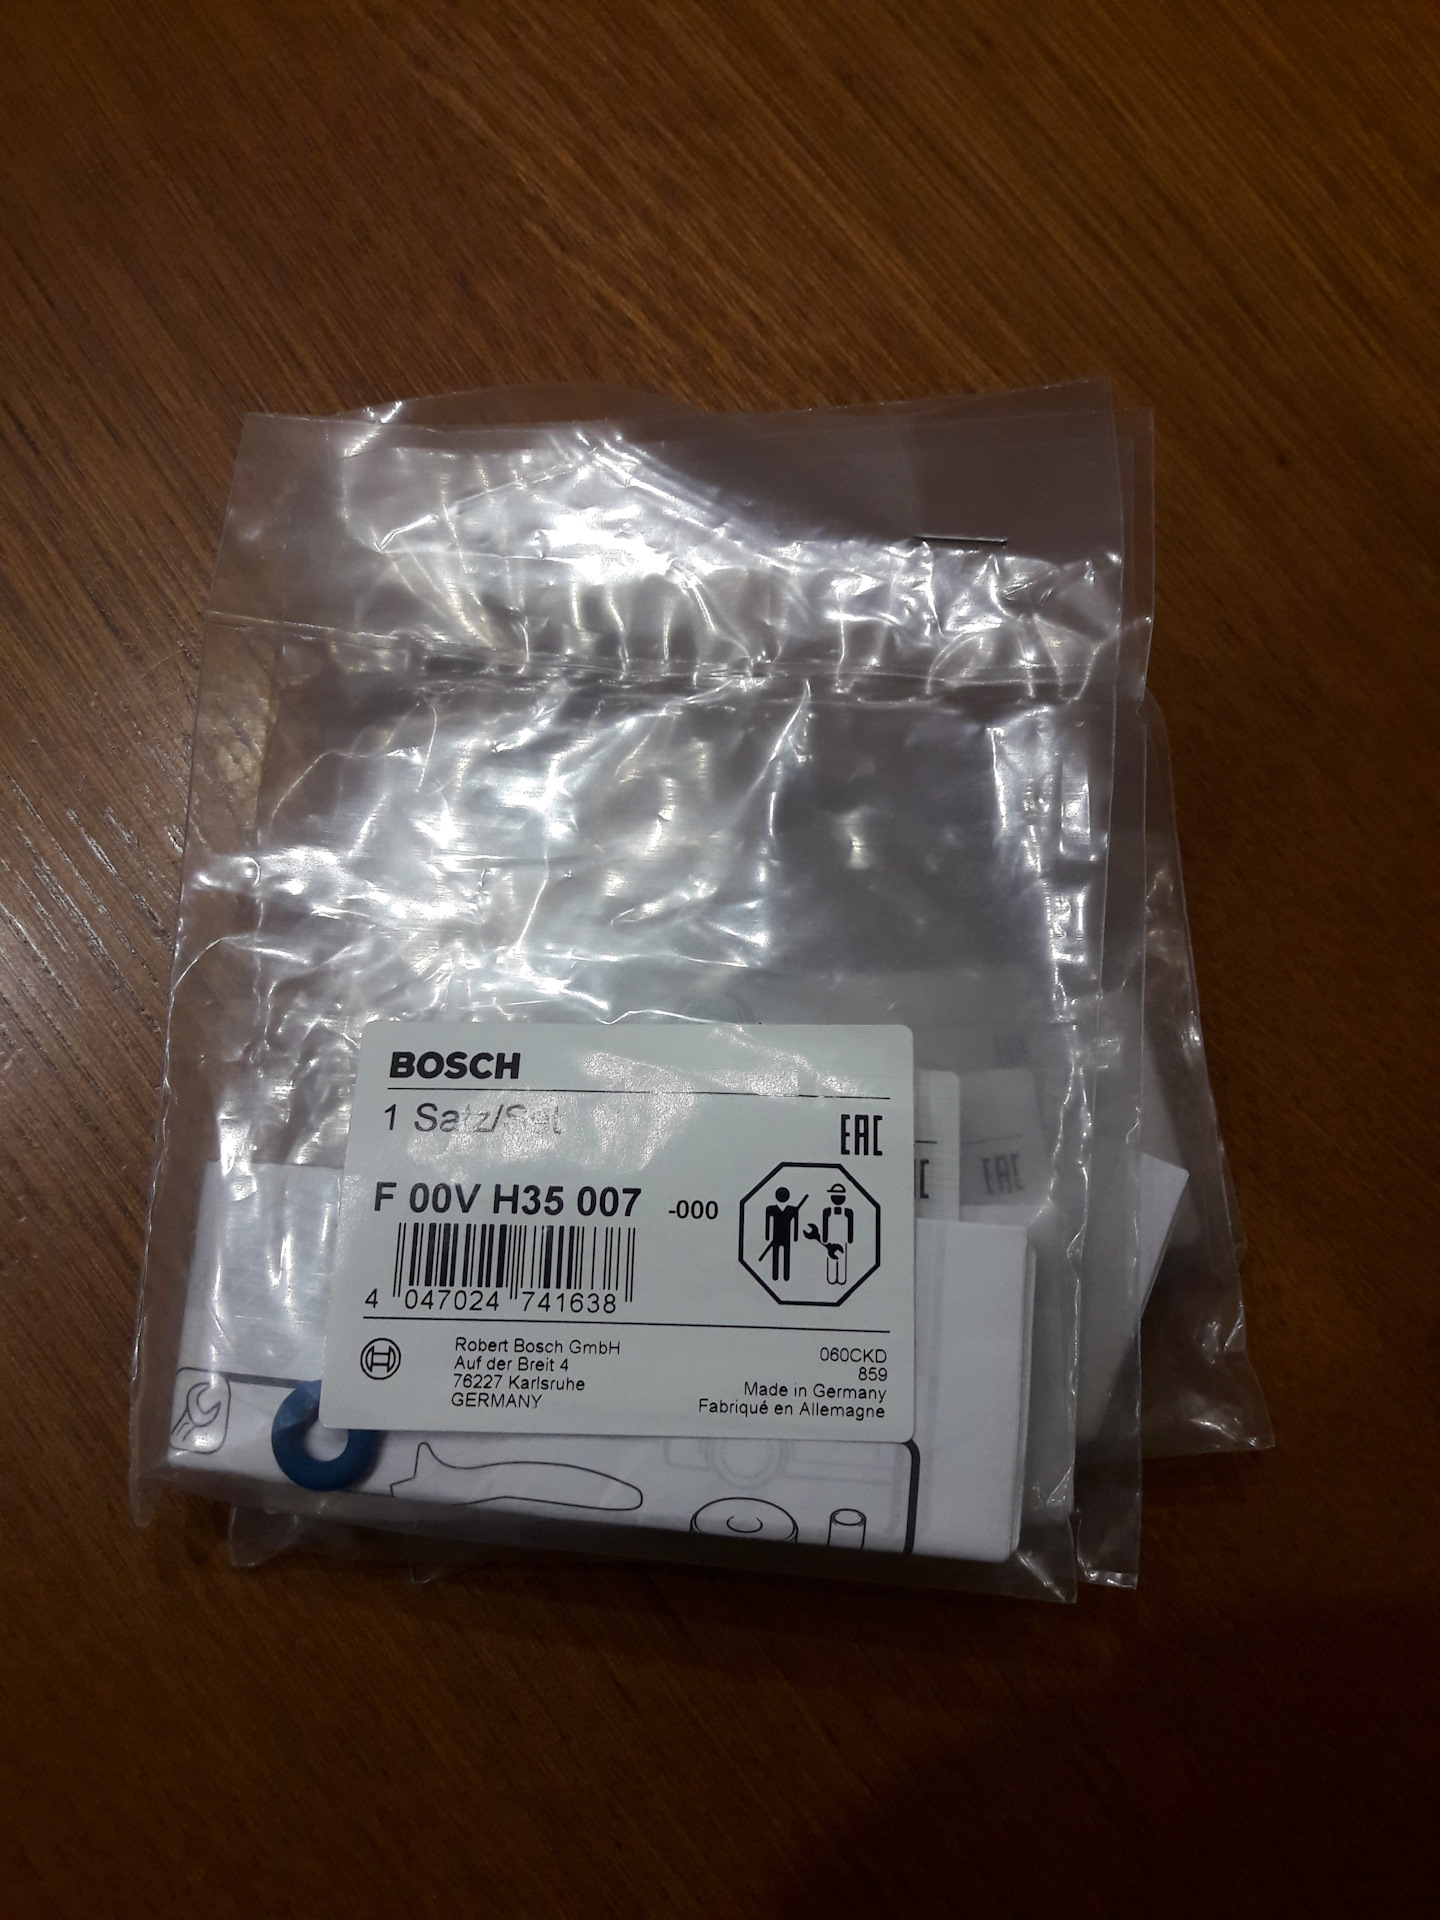 BOSCH
1 Satz/Set
EAC
F 00V H35 007 -000
4 047024 741638
Robert Bosch GmbH
Auf der Breit 4
76227 Karlsruhe
GERMANY
060CKD
859
Made in Germany
Fabriqué en Allemagne
EAC